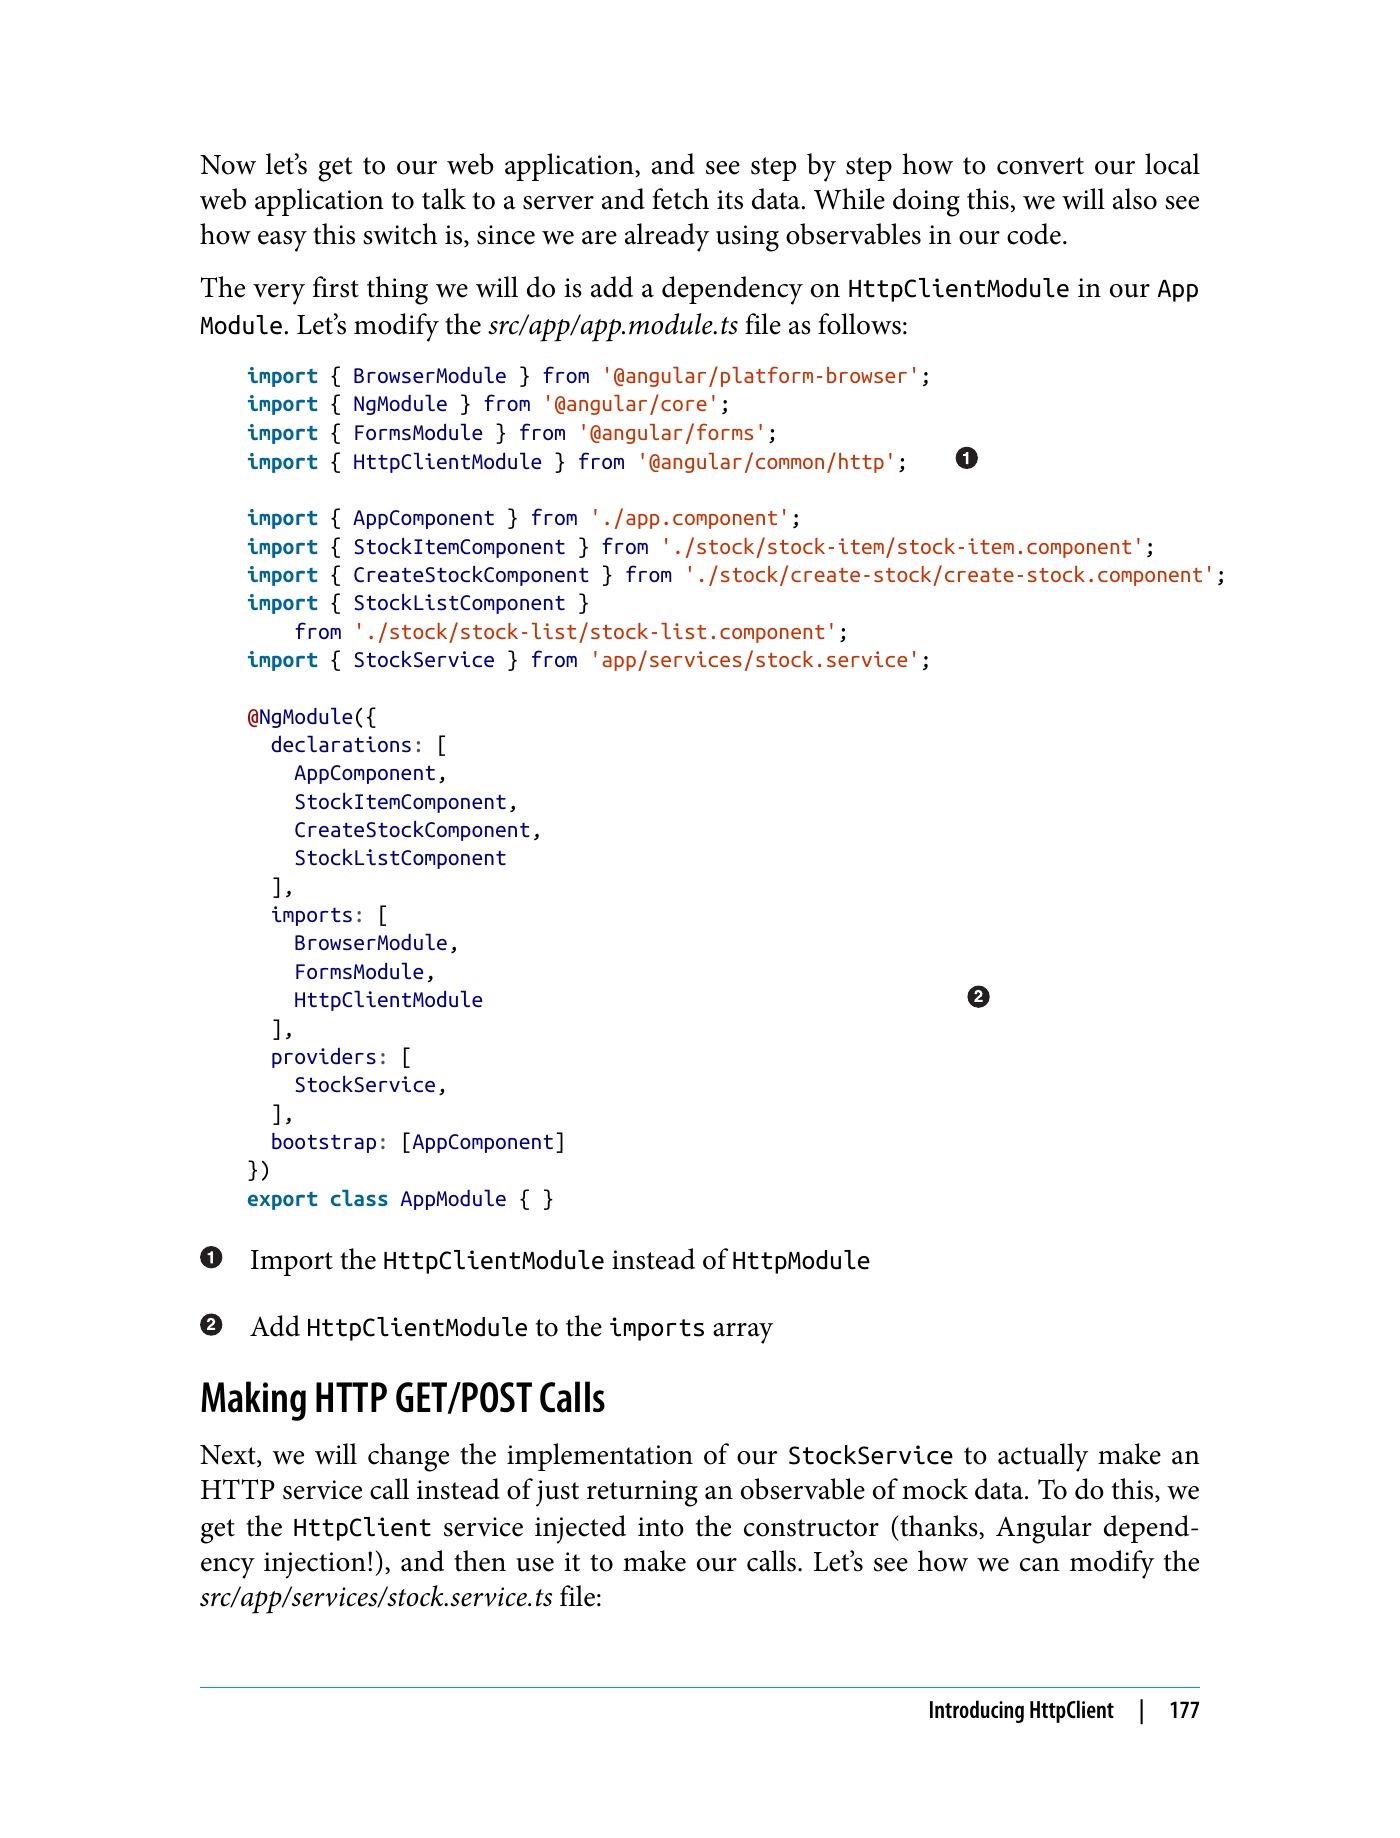 Now let's get to our web application, and see step by step how to convert our local
web application to talk to a server and fetch its data. While doing this, we will also see
how easy this switch is, since we are already using observables in our code.
The very first thing we will do is add a dependency on HttpClientModule in our App
Module. Let's modify the src/app/app.module.ts file as follows:
import { BrowserModule } from '@angular/platform-browser';
import { NgModule } from '@angular/core';
import { FormsModule } from '@angular/forms';
import { HttpClientModule } from '@angular/common/http'; ❶
import { AppComponent } from './app.component';
import { StockItemComponent } from './stock/stock-item/stock-item.component';
import { CreateStockComponent } from './stock/create-stock/create-stock.component';
import { StockListComponent }
    from './stock/stock-list/stock-list.component';
import { StockService } from 'app/services/stock.service';
@NgModule({
  declarations: [
    AppComponent,
    StockItemComponent,
    CreateStockComponent,
    StockListComponent
  ],
  imports: [
    BrowserModule,
    FormsModule,
    HttpClientModule ❷
  ],
  providers: [
    StockService,
  ],
  bootstrap: [AppComponent]
})
export class AppModule { }
❶ Import the HttpClientModule instead of HttpModule
❷ Add HttpClientModule to the imports array
Making HTTP GET/POST Calls
Next, we will change the implementation of our StockService to actually make an
HTTP service call instead of just returning an observable of mock data. To do this, we
get the HttpClient service injected into the constructor (thanks, Angular depend-
ency injection!), and then use it to make our calls. Let's see how we can modify the
src/app/services/stock.service.ts file:
Introducing HttpClient | 177